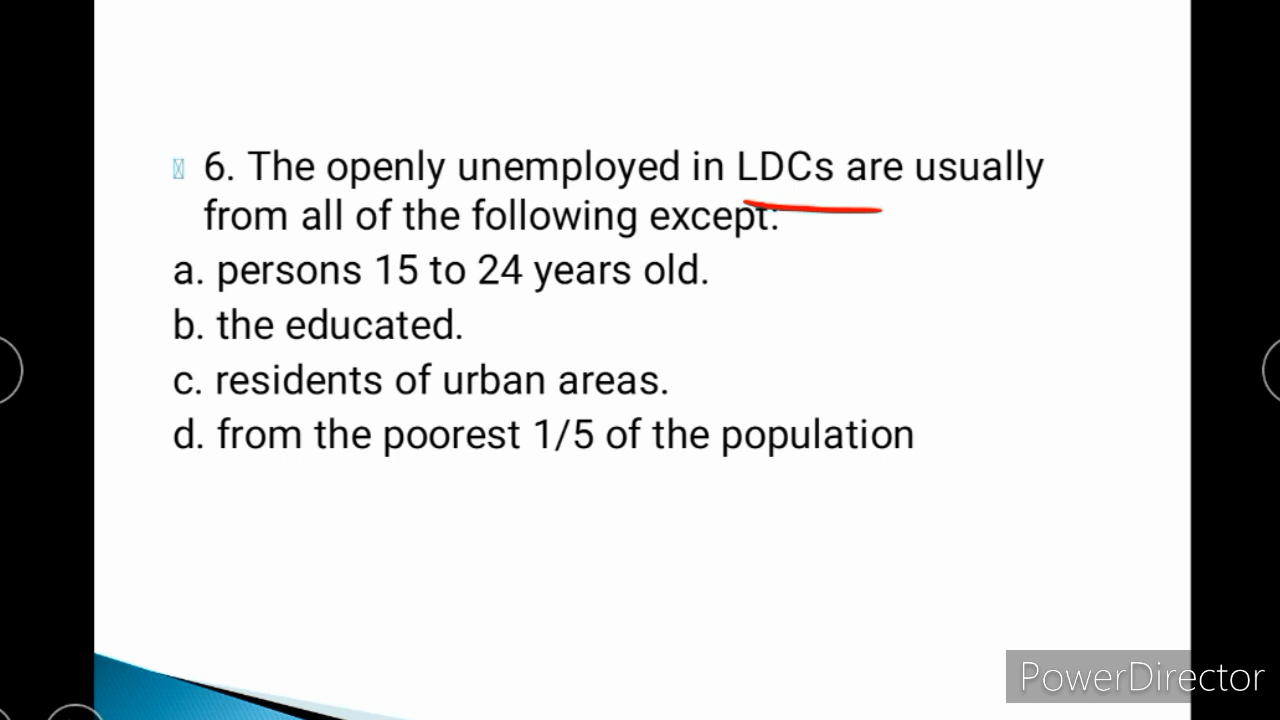 6. The openly unemployed in LDCs are usually
from all of the following except:
a. persons 15 to 24 years old.
b. the educated.
c. residents of urban areas.
d. from the poorest 1/5 of the population
PowerDirector